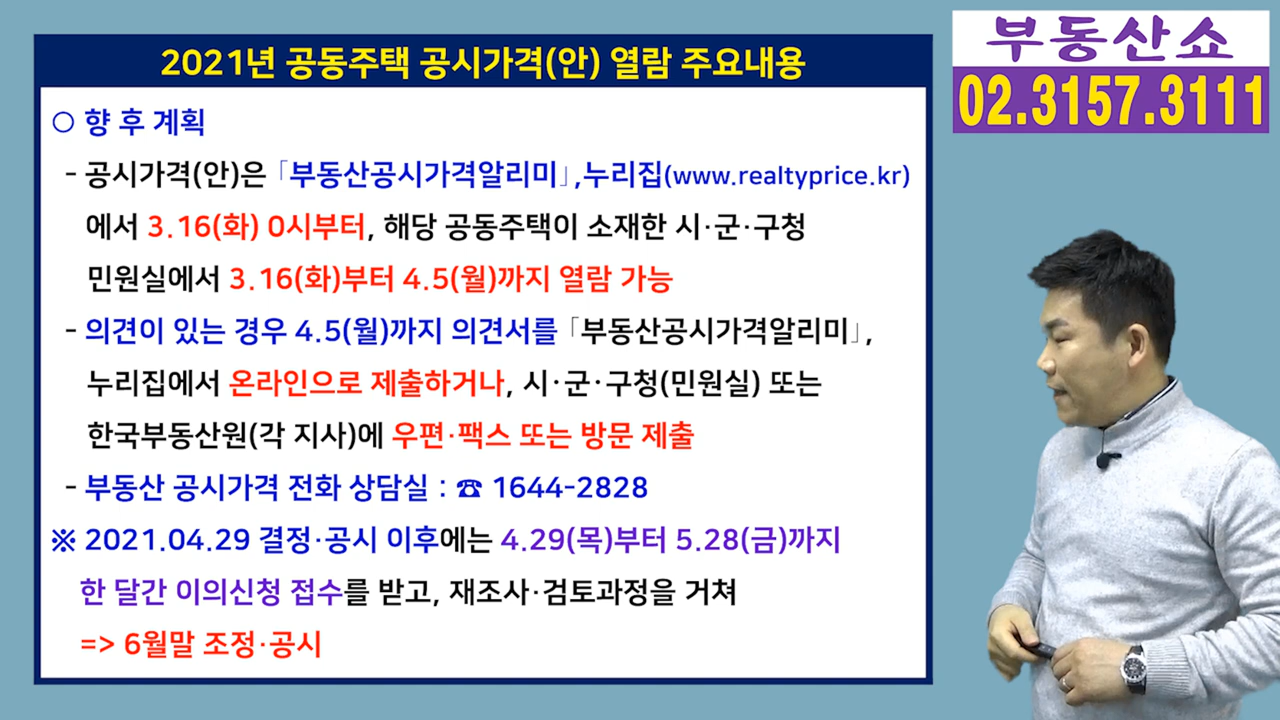 2021년 공동주택 공시가격(안) 열람 주요내용
부동산쇼
02.3157.3111
○ 향 후 계획
- 공시가격(안)은 「부동산공시가격알리미」,누리집(www.realtyprice.kr)
에서 3.16(화) 0시부터, 해당 공동주택이 소재한 시·군·구청
민원실에서 3.16(화)부터 4.5(월)까지 열람 가능
- 의견이 있는 경우 4.5(월)까지 의견서를 「부동산공시가격알리미」,
누리집에서 온라인으로 제출하거나, 시·군·구청(민원실) 또는
한국부동산원(각 지사)에 우편·팩스 또는 방문 제출
- 부동산 공시가격 전화 상담실 : ☎ 1644-2828
※ 2021.04.29 결정·공시 이후에는 4.29(목)부터 5.28(금)까지
한 달간 이의신청 접수를 받고, 재조사·검토과정을 거쳐
=> 6월말 조정·공시